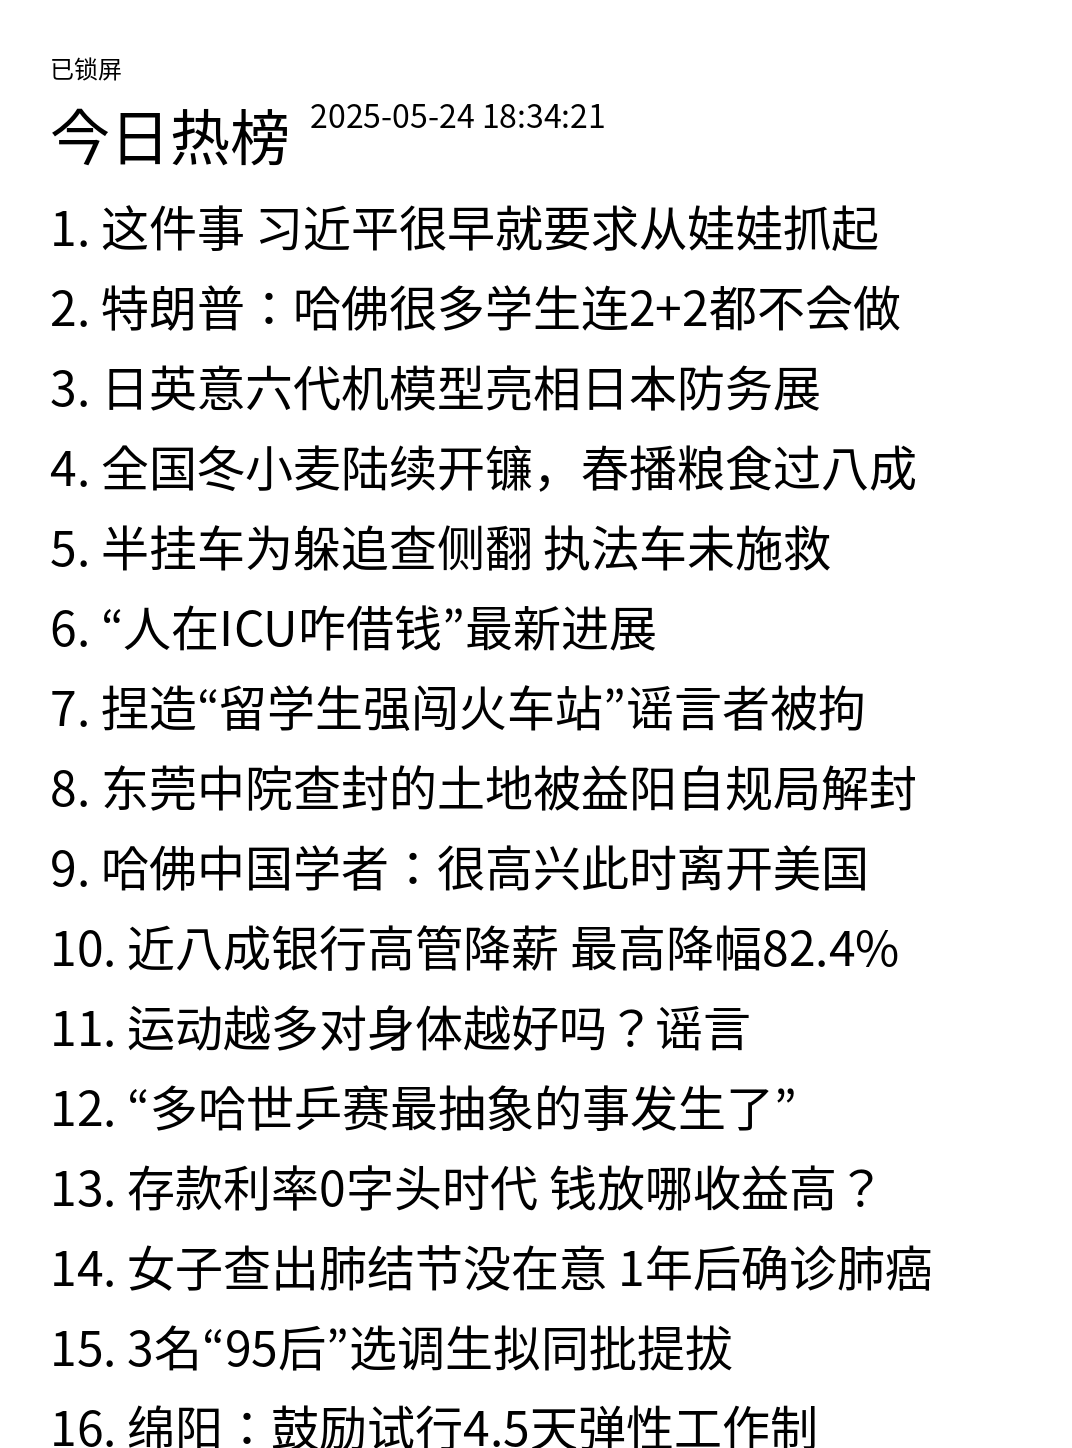 已锁屏
今日热榜 2025-05-24 18:34:21
1. 这件事 习近平很早就要求从娃娃抓起
2. 特朗普：哈佛很多学生连2+2都不会做
3. 日英意六代机模型亮相日本防务展
4. 全国冬小麦陆续开镰，春播粮食过八成
5. 半挂车为躲追查侧翻 执法车未施救
6. “人在ICU咋借钱”最新进展
7. 捏造“留学生强闯火车站”谣言者被拘
8. 东莞中院查封的土地被益阳自规局解封
9. 哈佛中国学者：很高兴此时离开美国
10. 近八成银行高管降薪 最高降幅82.4%
11. 运动越多对身体越好吗？谣言
12. “多哈世乒赛最抽象的事发生了”
13. 存款利率0字头时代 钱放哪收益高？
14. 女子查出肺结节没在意 1年后确诊肺癌
15. 3名“95后”选调生拟同批提拔
16. 绵阳：鼓励试行4.5天弹性工作制